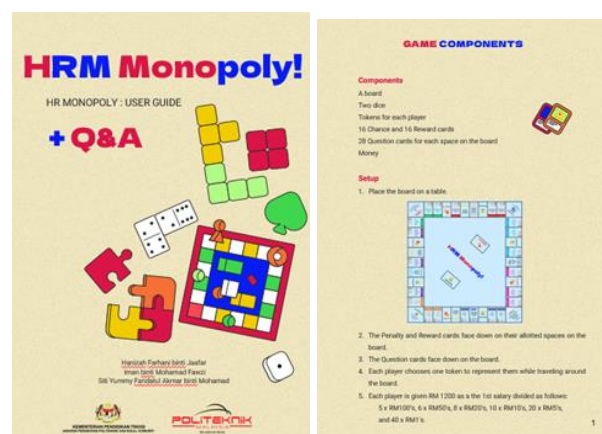 HRM Monopoly!
HR MONOPOLY : USER GUIDE
+ Q&A
Hanizah Farhani binti Jaafar
Iman binti Mohamad Fawzi
Siti Yummy Faridatul Akmar binti Mohamad
KEMENTERIAN PENDIDIKAN TINGGI
POLITEKNIK
MALAYSIA
GAME COMPONENTS
Components
A board
Two dice
Tokens for each player
16 Chance and 16 Reward cards
28 Question cards for each space on the board
Money
Setup
1. Place the board on a table.
HRM Monopoly!
2. The Penalty and Reward cards face down on their allotted spaces on the
board.
3. The Question cards face down on the board.
4. Each player chooses one token to represent them while traveling around
the board.
5. Each player is given RM 1200 as the 1st salary divided as follows:
5 x RM100's, 6 x RM50's, 8 x RM20's, 10 x RM10's, 20 x RM5's,
and 40 x RM1's.
1